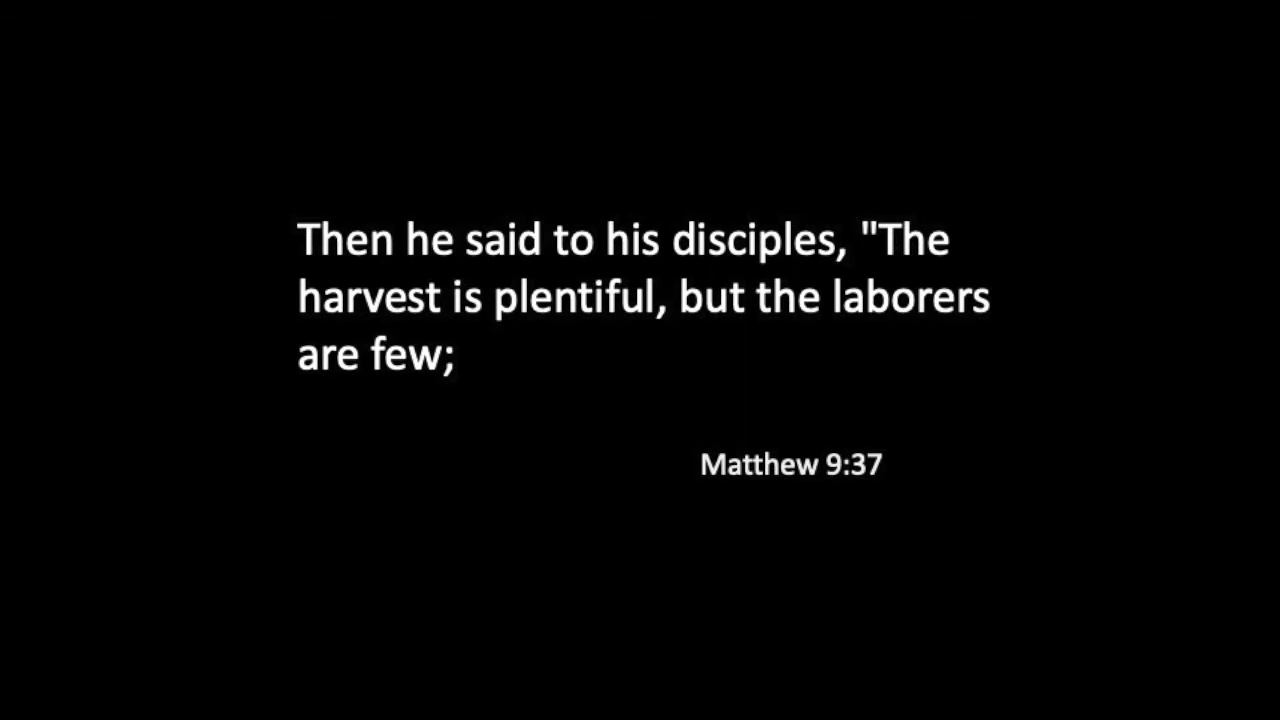 Then he said to his disciples, "The
harvest is plentiful, but the laborers
are few;
Matthew 9:37